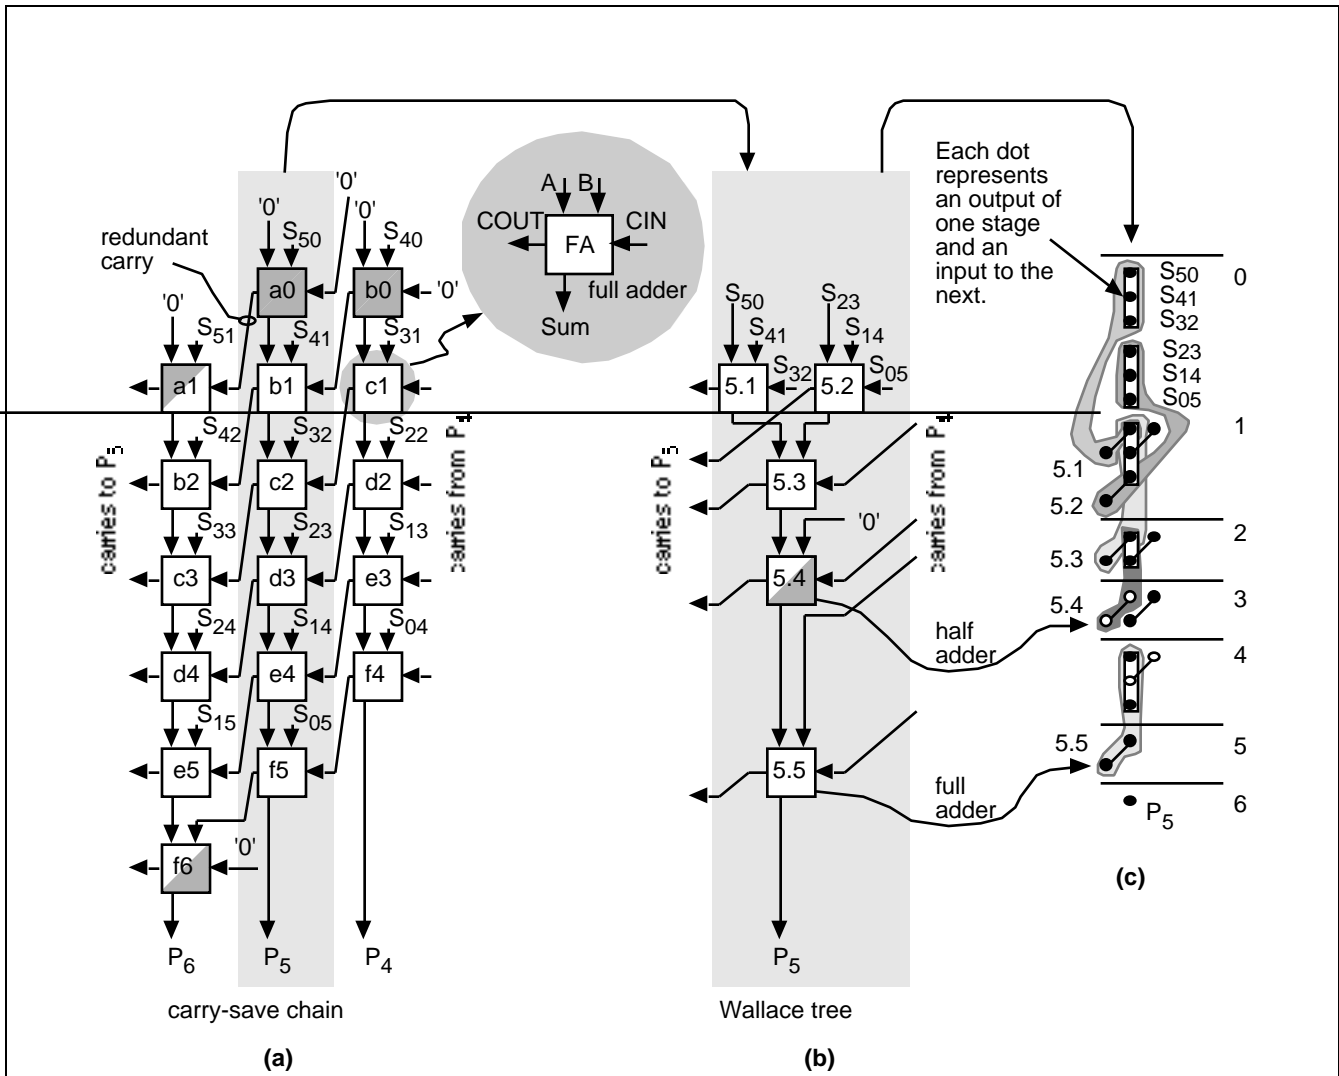 redundant
carry
'0'
'0'
'0'
S50
S40
a0
b0
'0'
'0'
S51
S41
S31
a1
b1
c1
S42
S32
S22
carries to P
carries from P
b2
c2
d2
S33
S23
S13
c3
d3
e3
S24
S14
S04
d4
e4
f4
S15
S05
e5
f5
'0'
f6
P6
P5
P4
carry-save chain
(a)
A
B
COUT
CIN
FA
full adder
Sum
S50
S23
S41
S14
S32
S05
5.1
5.2
carries to P
carries from P
5.3
'0'
5.4
5.5
half
adder
full
adder
P5
Wallace tree
(b)
Each dot
represents
an output of
one stage
and an
input to the
next.
0
S50
S41
S32
S23
S14
S05
1
5.1
5.2
2
5.3
3
5.4
4
5
5.5
6
P5
(c)